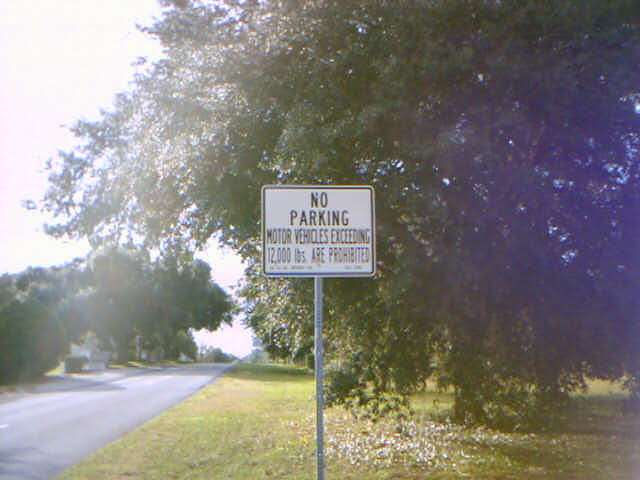 NO
PARKING
MOTOR VEHICLES EXCEEDING
12,000 lbs. ARE PROHIBITED